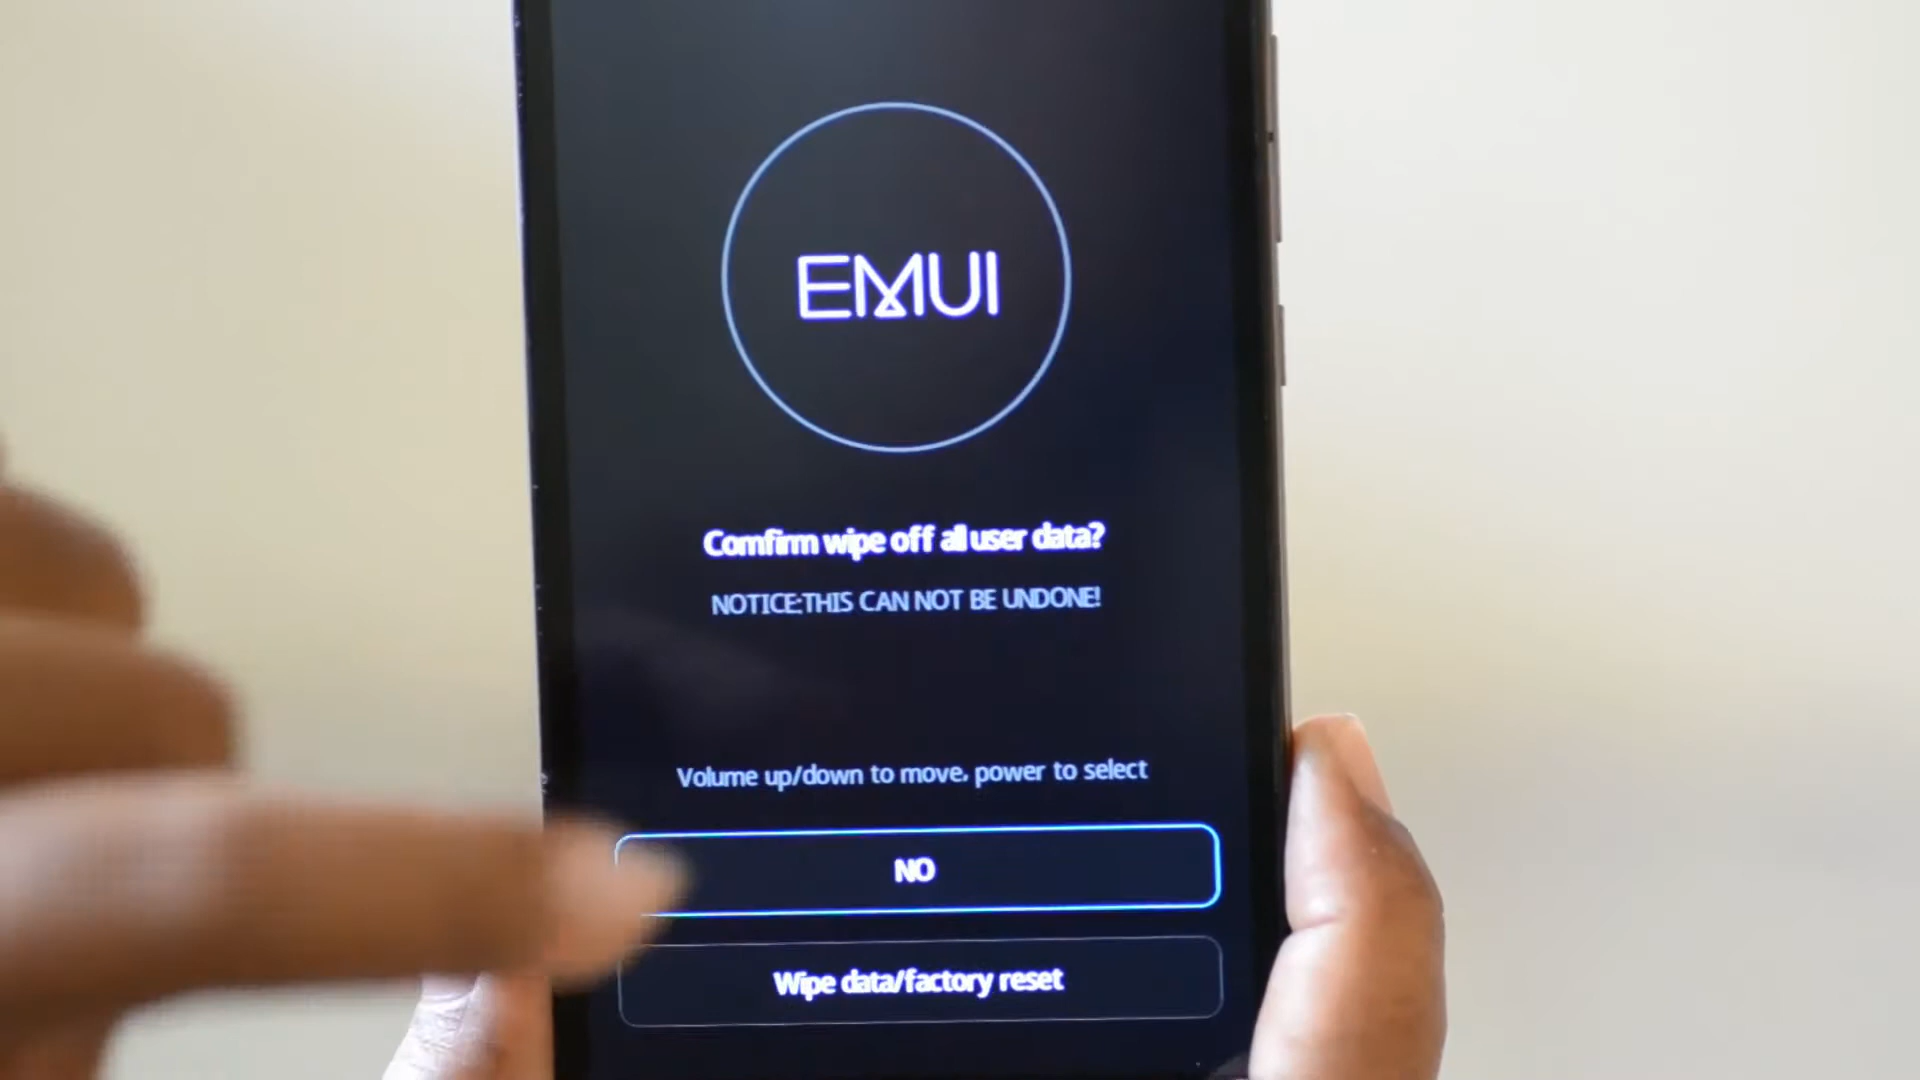 EMUI
Comfirm wipe off all user data?
NOTICE:THIS CAN NOT BE UNDONE!
Volume up/down to move, power to select
NO
Wipe data/factory reset